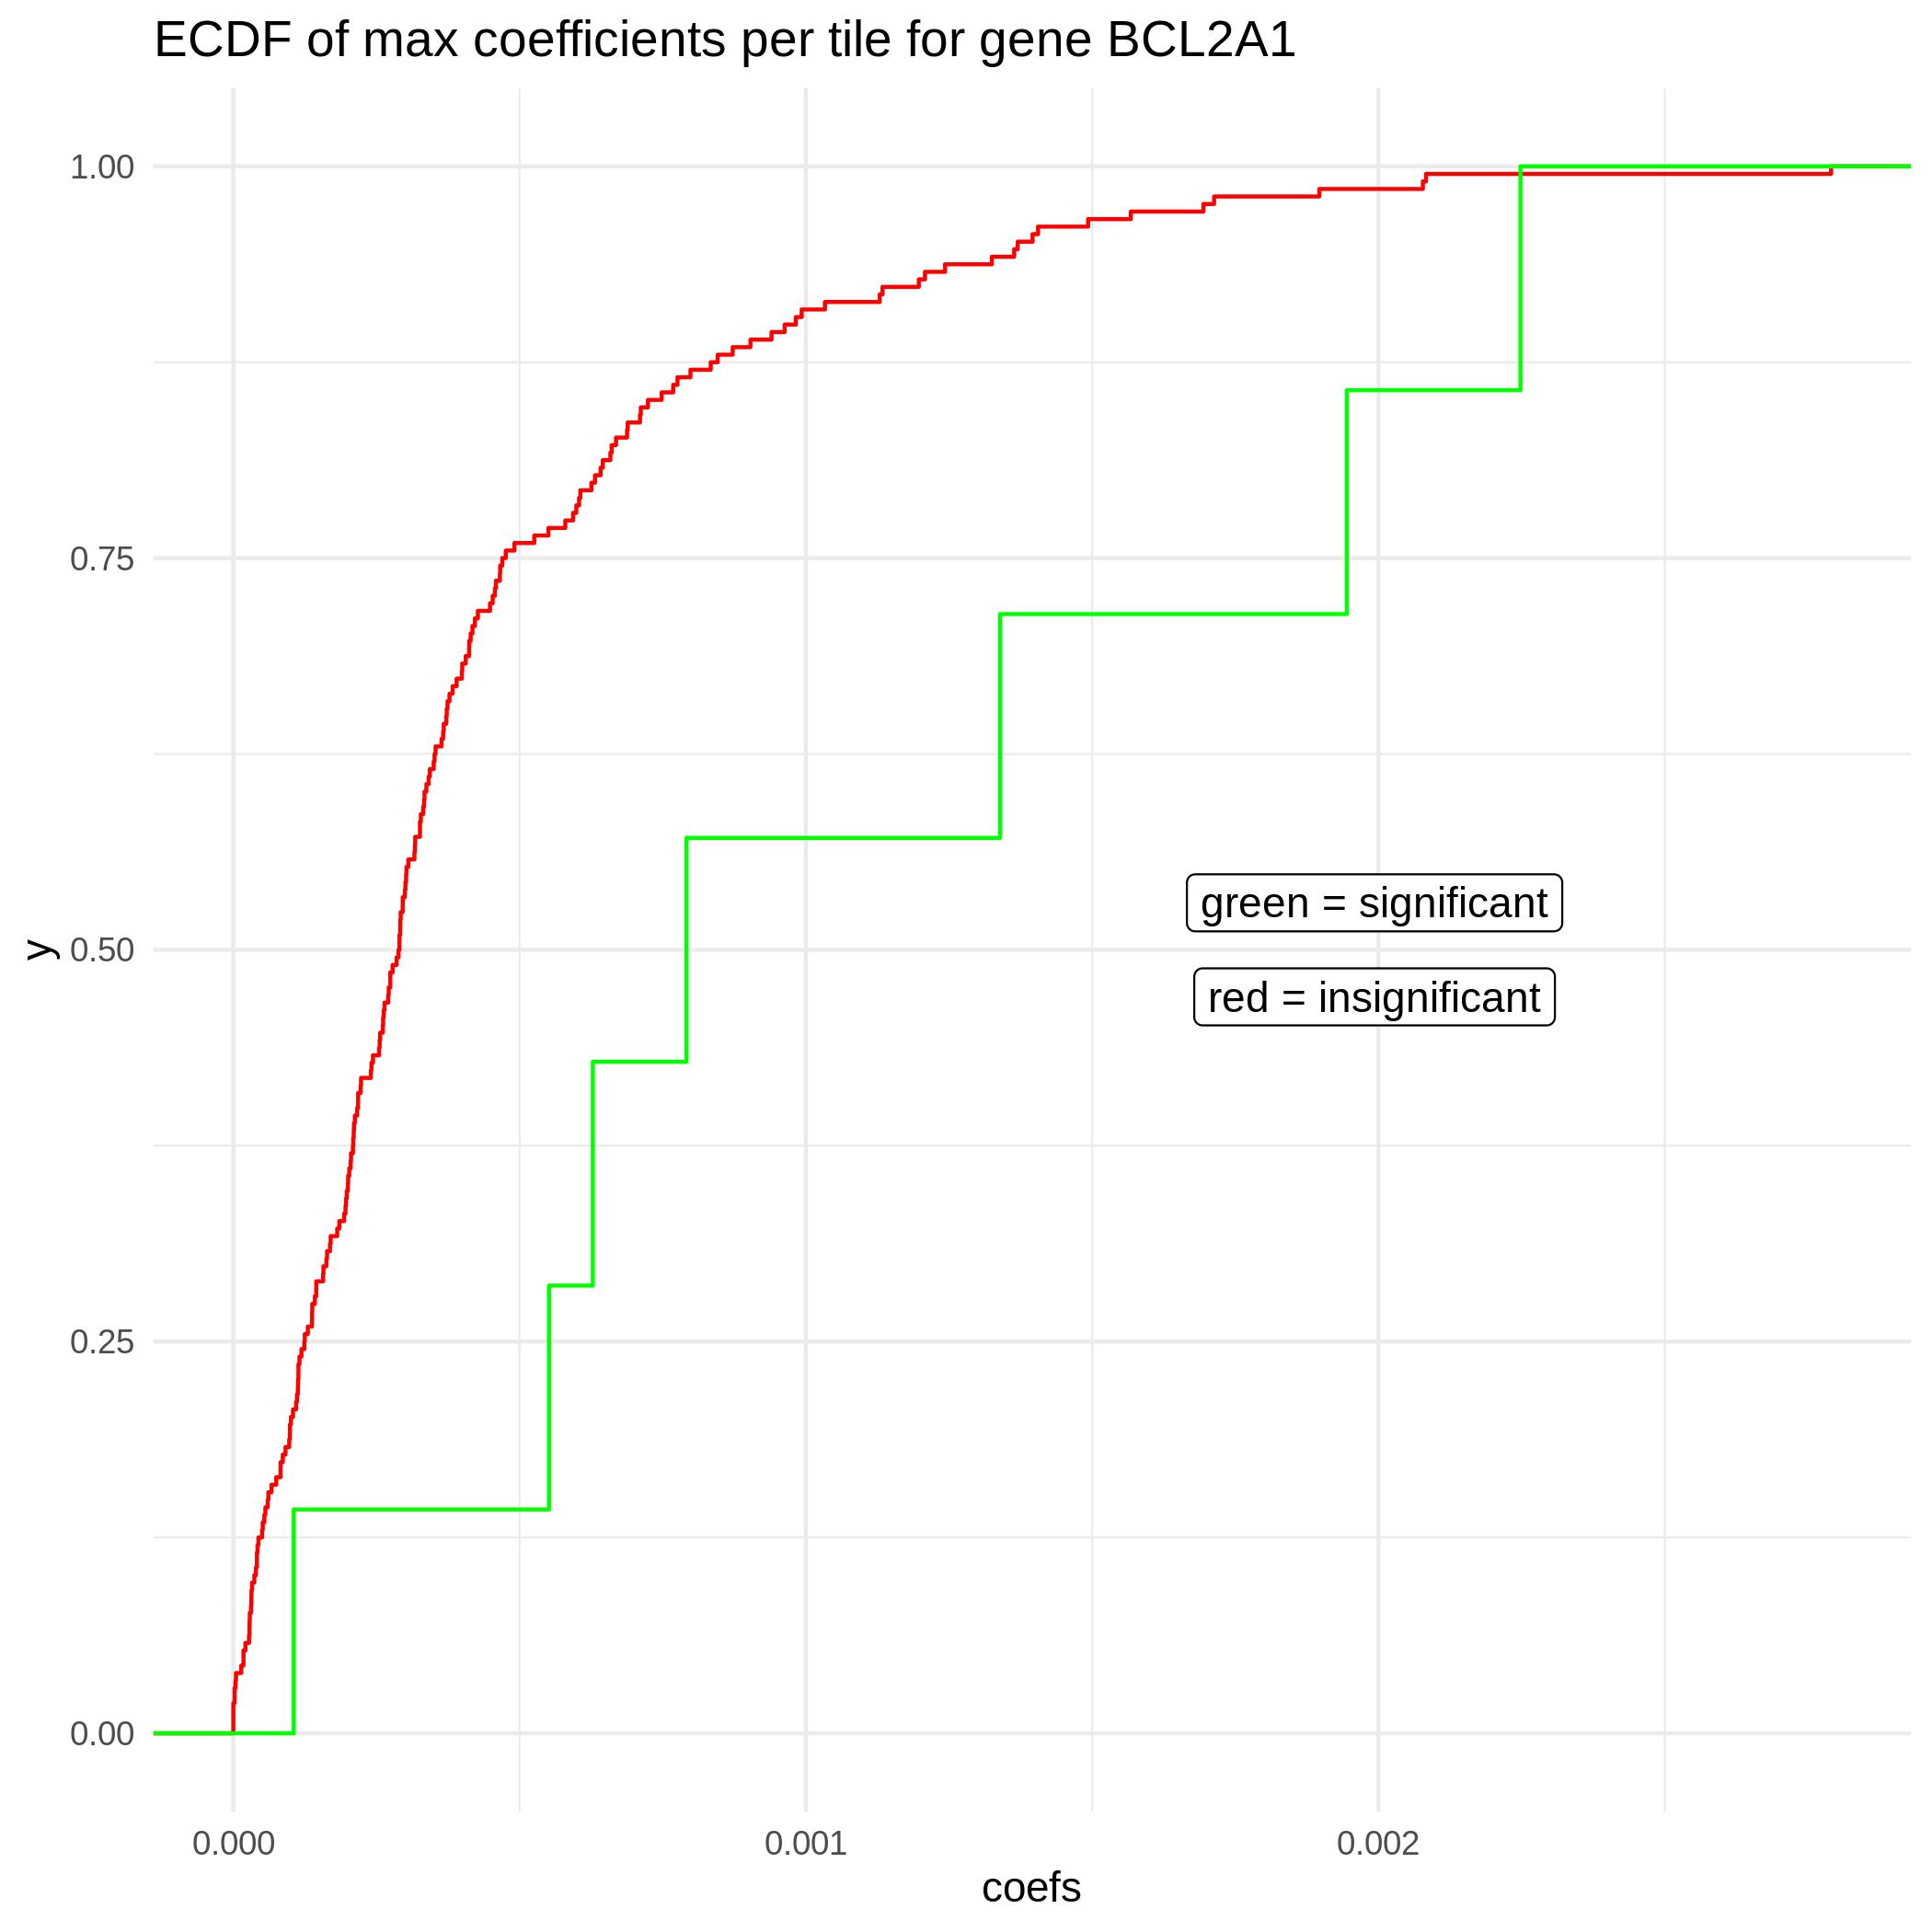 ECDF of max coefficients per tile for gene BCL2A1
1.00
0.75
0.50
0.25
0.00
y
green = significant
red = insignificant
0.000 0.001 0.002
coefs